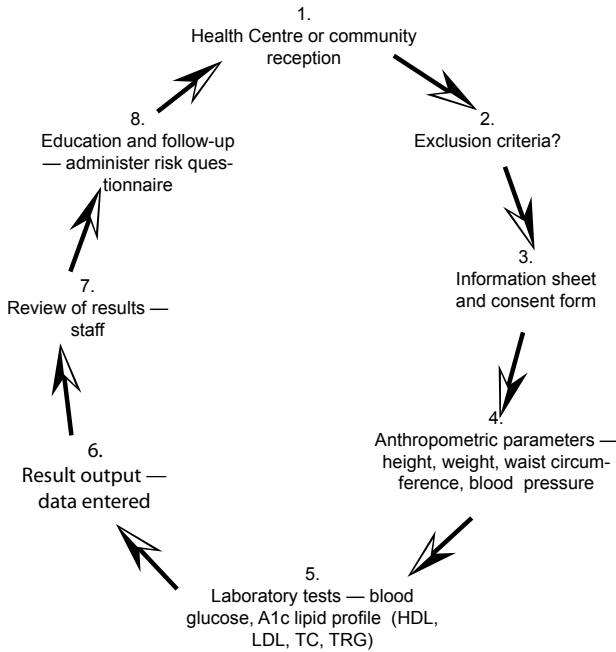 1.
Health Centre or community
reception
2.
Exclusion criteria?
3.
Information sheet
and consent form
4.
Anthropometric parameters —
height, weight, waist circum-
ference, blood pressure
5.
Laboratory tests — blood
glucose, A1c lipid profile (HDL,
LDL, TC, TRG)
6.
Result output —
data entered
7.
Review of results —
staff
8.
Education and follow-up
— administer risk ques-
tionnaire